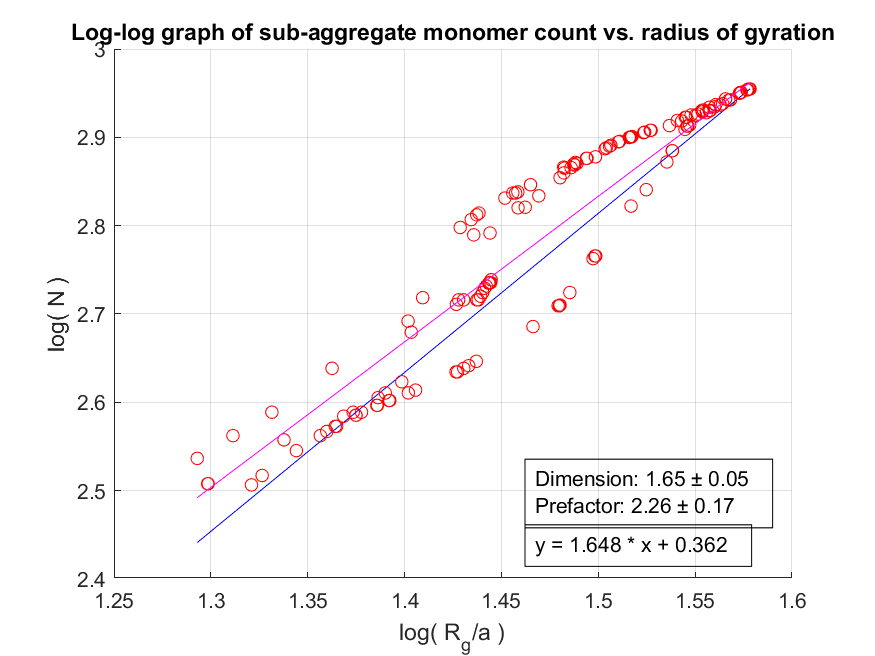 Log-log graph of sub-aggregate monomer count vs. radius of gyration
3
2.9
2.8
2.7
2.6
2.5
2.4
log( N )
Dimension: 1.65 ± 0.05
Prefactor: 2.26 ± 0.17
y = 1.648 * x + 0.362
1.25 1.3 1.35 1.4 1.45 1.5 1.55 1.6
log( R_g/a )